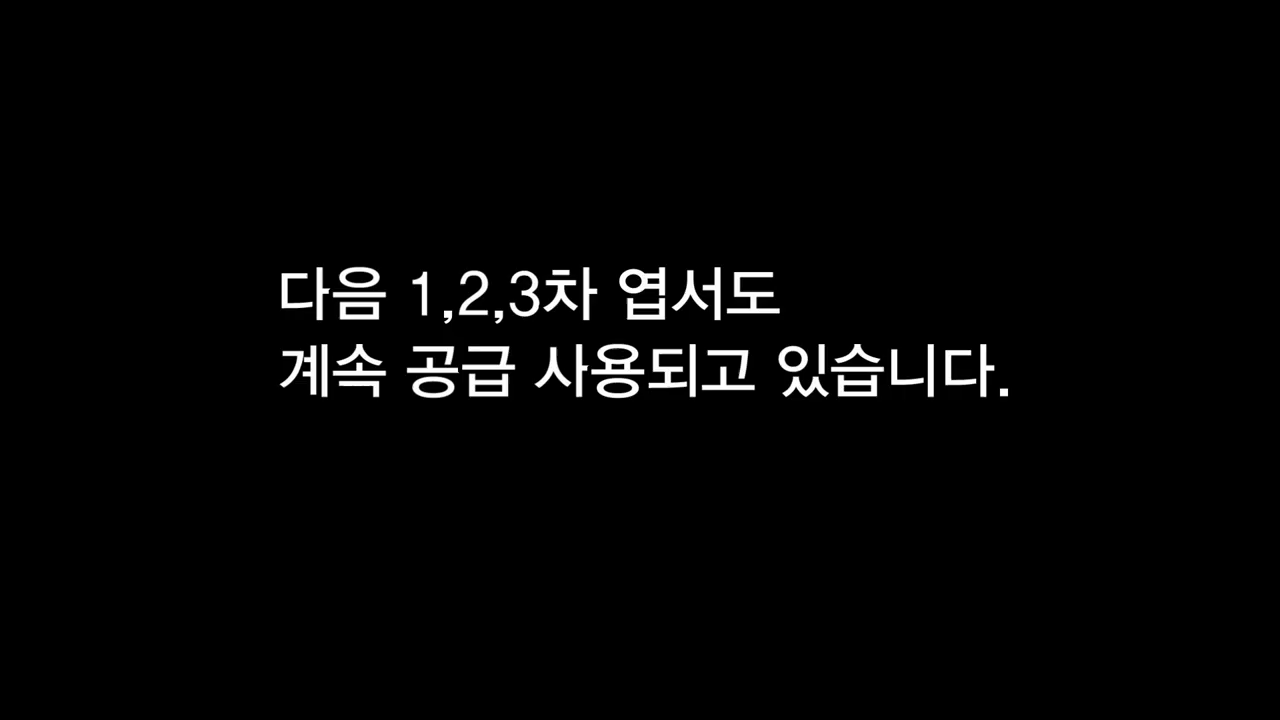 다음 1,2,3차 엽서도
계속 공급 사용되고 있습니다.